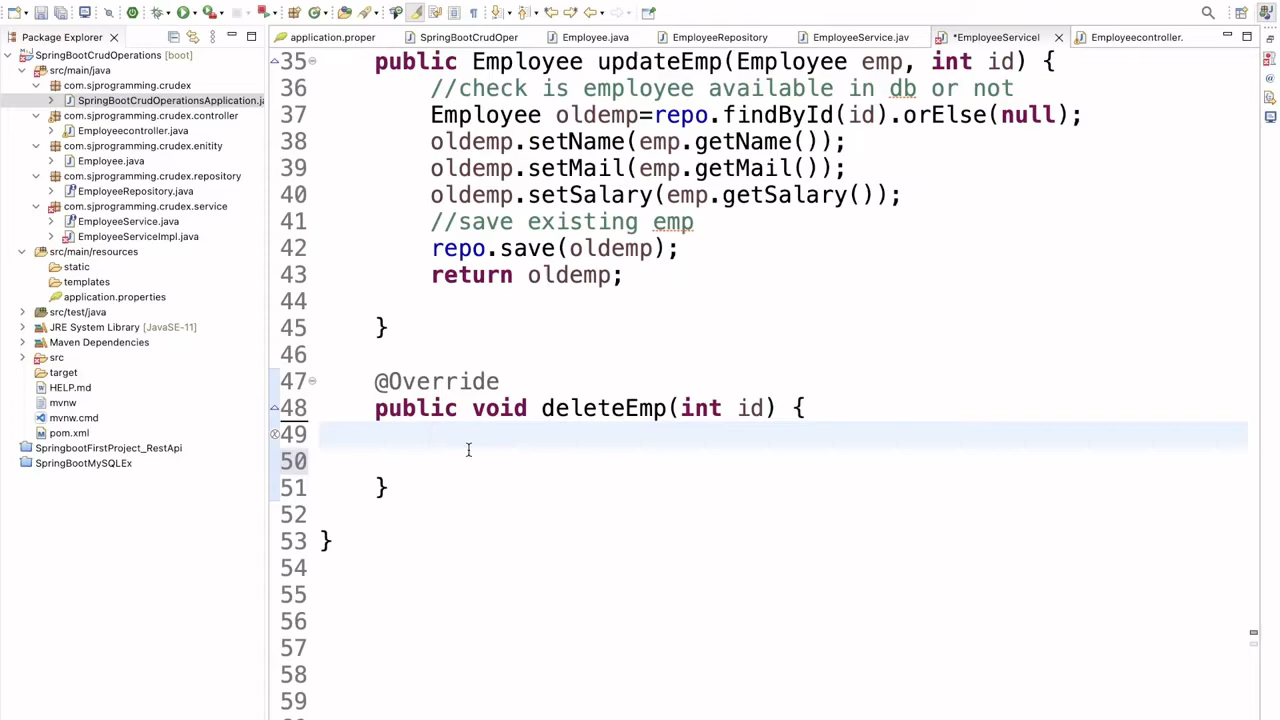 Package Explorer
SpringBootCrudOperations [boot]
src/main/java
com.sjprogramming.crudex
SpringBootCrudOperationsApplication.ja
com.sjprogramming.crudex.controller
Employeecontroller.java
com.sjprogramming.crudex.enitity
Employee.java
com.sjprogramming.crudex.repository
EmployeeRepository.java
com.sjprogramming.crudex.service
EmployeeService.java
EmployeeServiceImpl.java
src/main/resources
static
templates
application.properties
src/test/java
JRE System Library [JavaSE-11]
Maven Dependencies
src
target
HELP.md
mvnw
mvnw.cmd
pom.xml
SpringbootFirstProject_RestApi
SpringBootMySQLEx
application.proper SpringBootCrudOper Employee.java EmployeeRepository EmployeeService.jav *EmployeeServiceI Employeecontroller.
35 public Employee updateEmp(Employee emp, int id) {
36 //check is employee available in db or not
37 Employee oldemp=repo.findById(id).orElse(null);
38 oldemp.setName(emp.getName());
39 oldemp.setMail(emp.getMail());
40 oldemp.setSalary(emp.getSalary());
41 //save existing emp
42 repo.save(oldemp);
43 return oldemp;
44
45 }
46
47 @Override
48 public void deleteEmp(int id) {
49
50
51 }
52
53 }
54
55
56
57
58
59